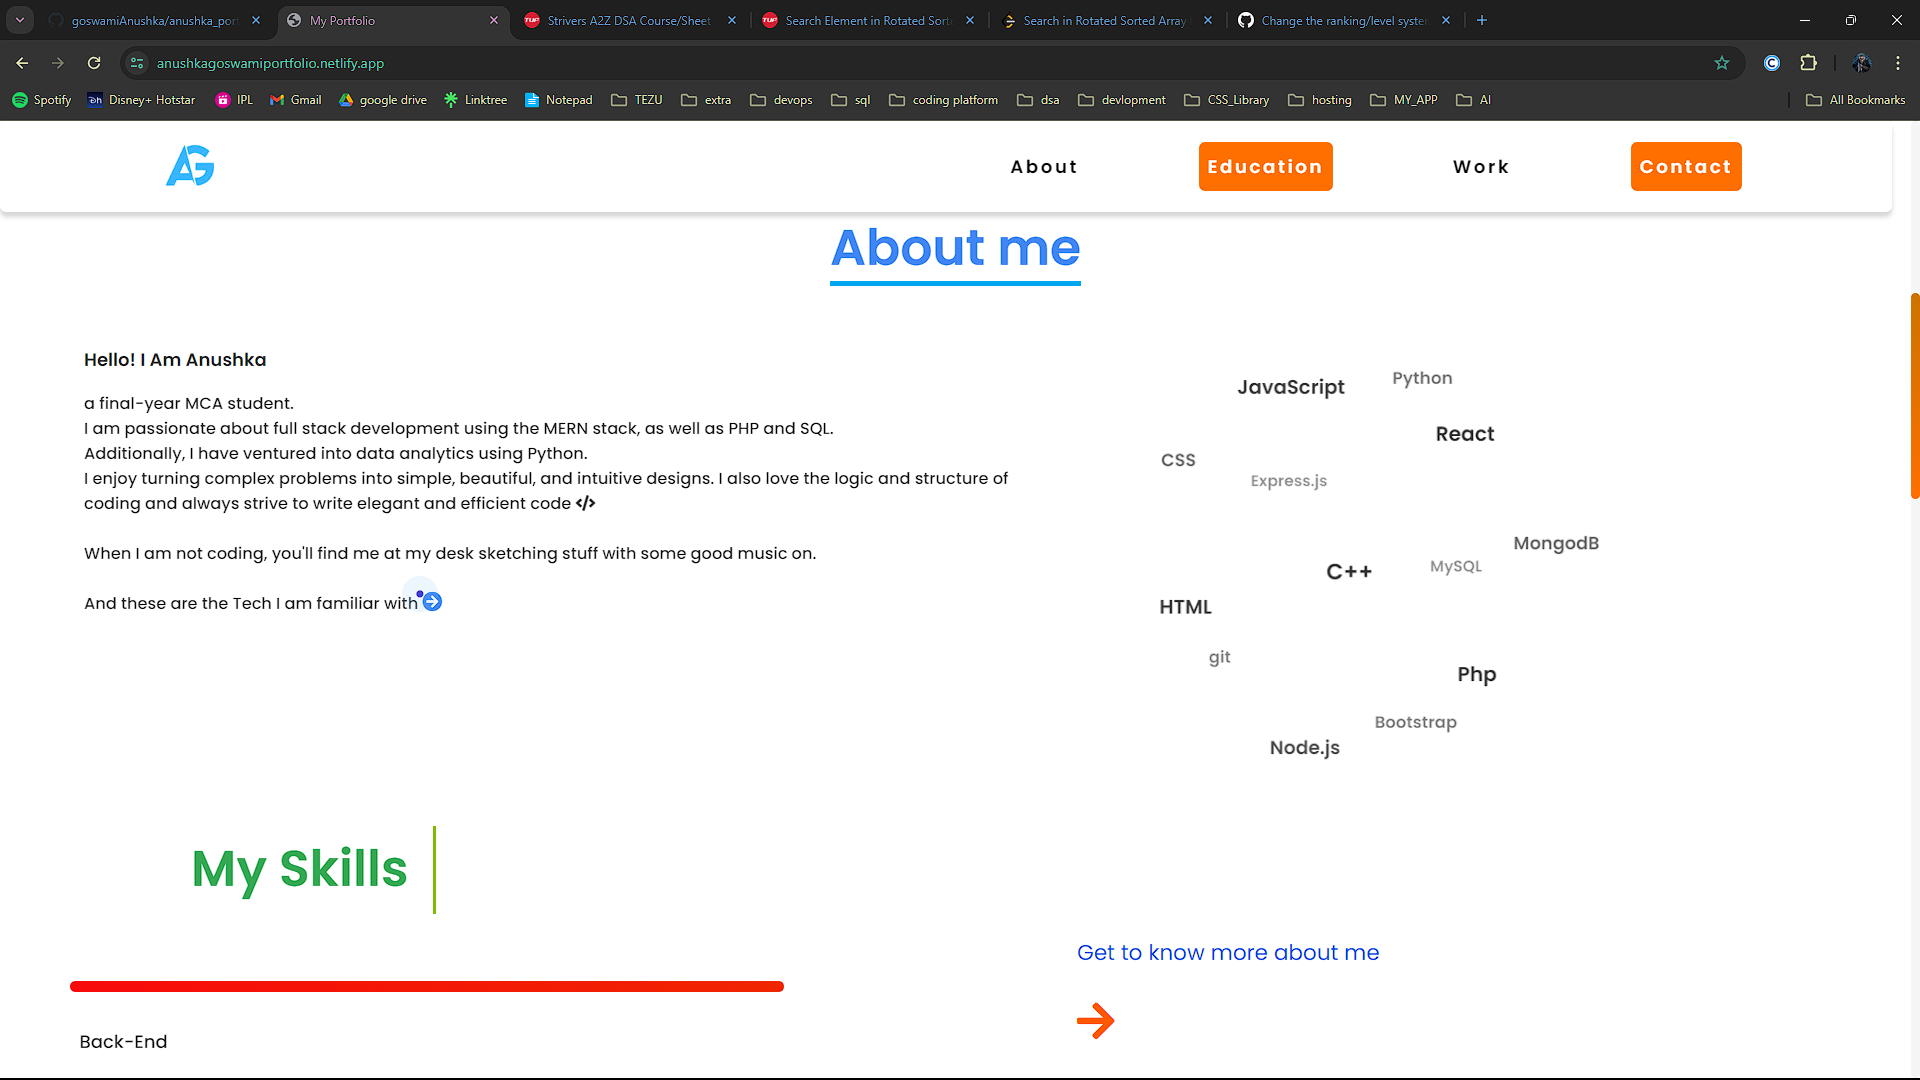 goswamiAnushka/anushka_port
My Portfolio
Strivers A2Z DSA Course/Sheet
Search Element in Rotated Sort
Search in Rotated Sorted Array
Change the ranking/level syste
anushkagoswamiportfolio.netlify.app
Spotify
Disney+ Hotstar
IPL
Gmail
google drive
Linktree
Notepad
TEZU
extra
devops
sql
coding platform
dsa
devlopment
CSS_Library
hosting
MY_APP
AI
All Bookmarks
AG
About
Education
Work
Contact
About me
Hello! I Am Anushka
a final-year MCA student.
I am passionate about full stack development using the MERN stack, as well as PHP and SQL.
Additionally, I have ventured into data analytics using Python.
I enjoy turning complex problems into simple, beautiful, and intuitive designs. I also love the logic and structure of
coding and always strive to write elegant and efficient code </>
When I am not coding, you'll find me at my desk sketching stuff with some good music on.
And these are the Tech I am familiar with
Python
JavaScript
React
CSS
Express.js
MongodB
MySQL
C++
HTML
git
Php
Bootstrap
Node.js
My Skills
Get to know more about me
Back-End